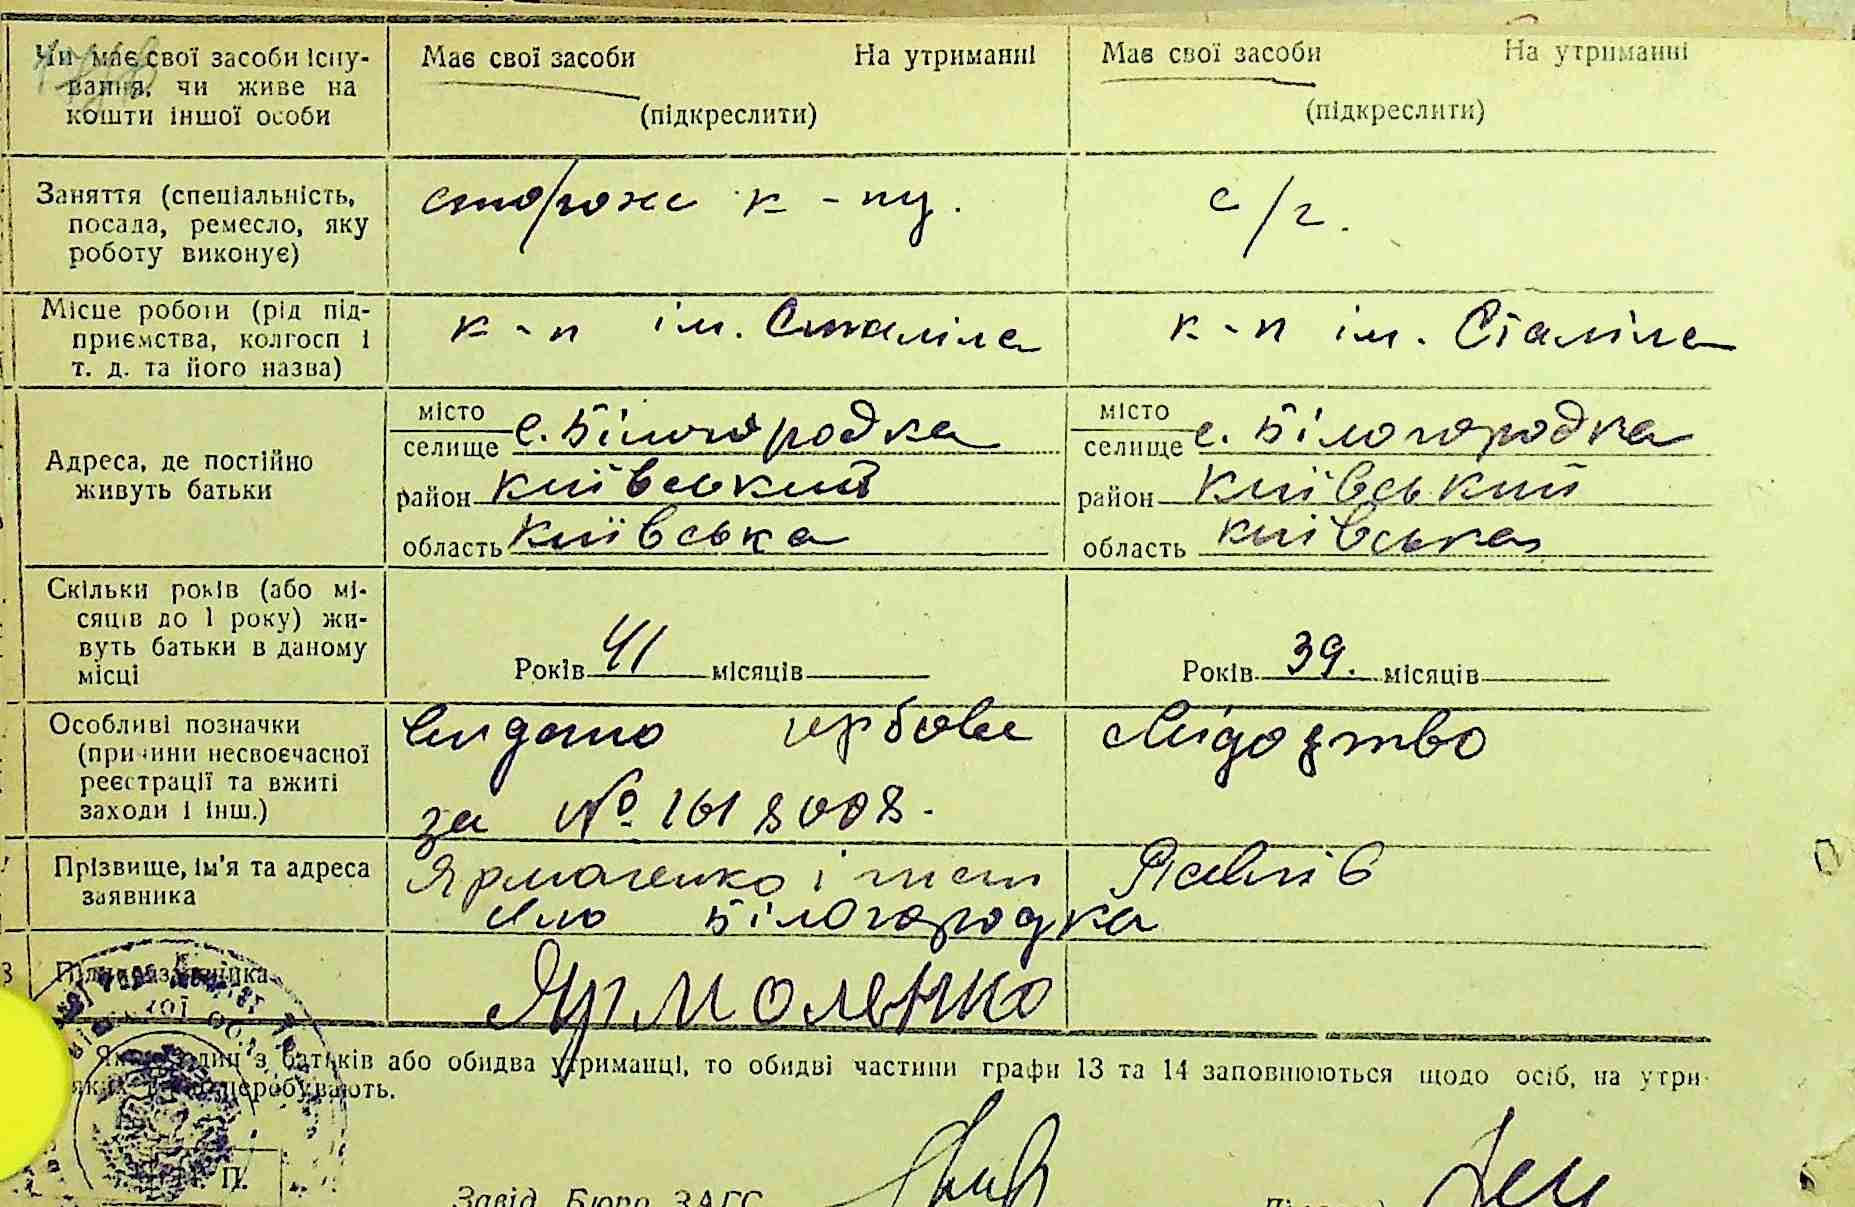 Чи має свої засоби існу-
вання, чи живе на
кошти іншої особи
Має свої засоби На утриманні
(підкреслити)
Має свої засоби На утриманні
(підкреслити)
Заняття (спеціальність,
посада, ремесло, яку
роботу виконує)
сторож к-пу.
с/г.
Місце роботи (рід під-
приємства, колгосп і
т. д. та його назва)
к-п ім. Сталіна
к-п ім. Сталіна
Адреса, де постійно
живуть батьки
місто
селище с. Білогородка
район Київський
область Київська
місто
селище с. Білогородка
район Київський
область Київська
Скільки років (або мі-
сяців до 1 року) жи-
вуть батьки в даному
місці
Років 41 місяців
Років 39. місяців
Особливі позначки
(причини несвоєчасної
реєстрації та вжиті
заходи і інш.)
за № 1618008.
Прізвище, ім'я та адреса
заявника
Білогородка
Підпис заявника
Ярмоленко
Якщо один з батьків або обидва утриманці, то обидві частини графи 13 та 14 заповнюються щодо осіб, на утри-
перебувають.
П.
Завід. Бюро ЗАГС